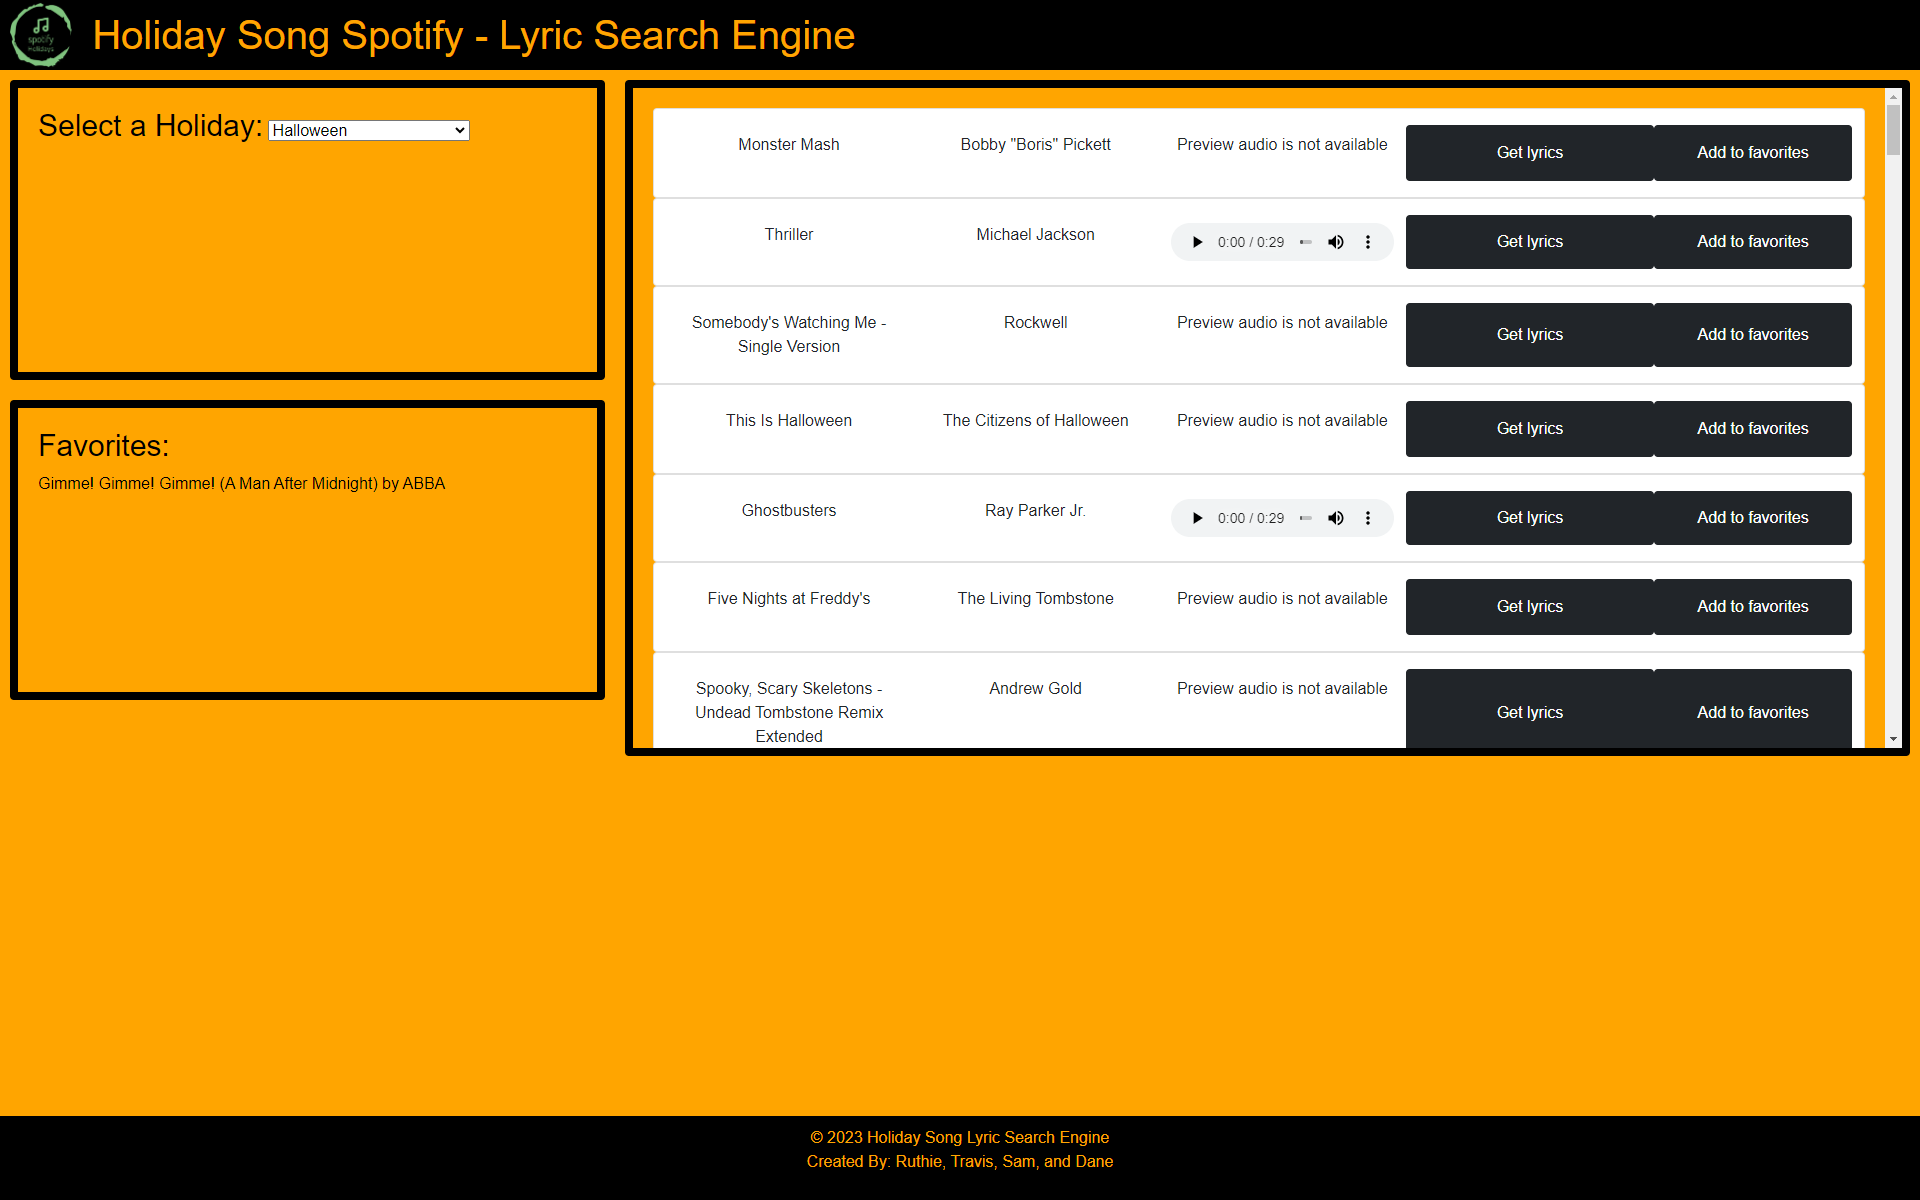 spotify
Holidays
Holiday Song Spotify - Lyric Search Engine
Select a Holiday: Halloween
Favorites:
Gimme! Gimme! Gimme! (A Man After Midnight) by ABBA
Monster Mash Bobby "Boris" Pickett Preview audio is not available Get lyrics Add to favorites
Thriller Michael Jackson 0:00 / 0:29 Get lyrics Add to favorites
Somebody's Watching Me - Rockwell Preview audio is not available Get lyrics Add to favorites
Single Version
This Is Halloween The Citizens of Halloween Preview audio is not available Get lyrics Add to favorites
Ghostbusters Ray Parker Jr. 0:00 / 0:29 Get lyrics Add to favorites
Five Nights at Freddy's The Living Tombstone Preview audio is not available Get lyrics Add to favorites
Spooky, Scary Skeletons - Andrew Gold Preview audio is not available Get lyrics Add to favorites
Undead Tombstone Remix
Extended
© 2023 Holiday Song Lyric Search Engine
Created By: Ruthie, Travis, Sam, and Dane